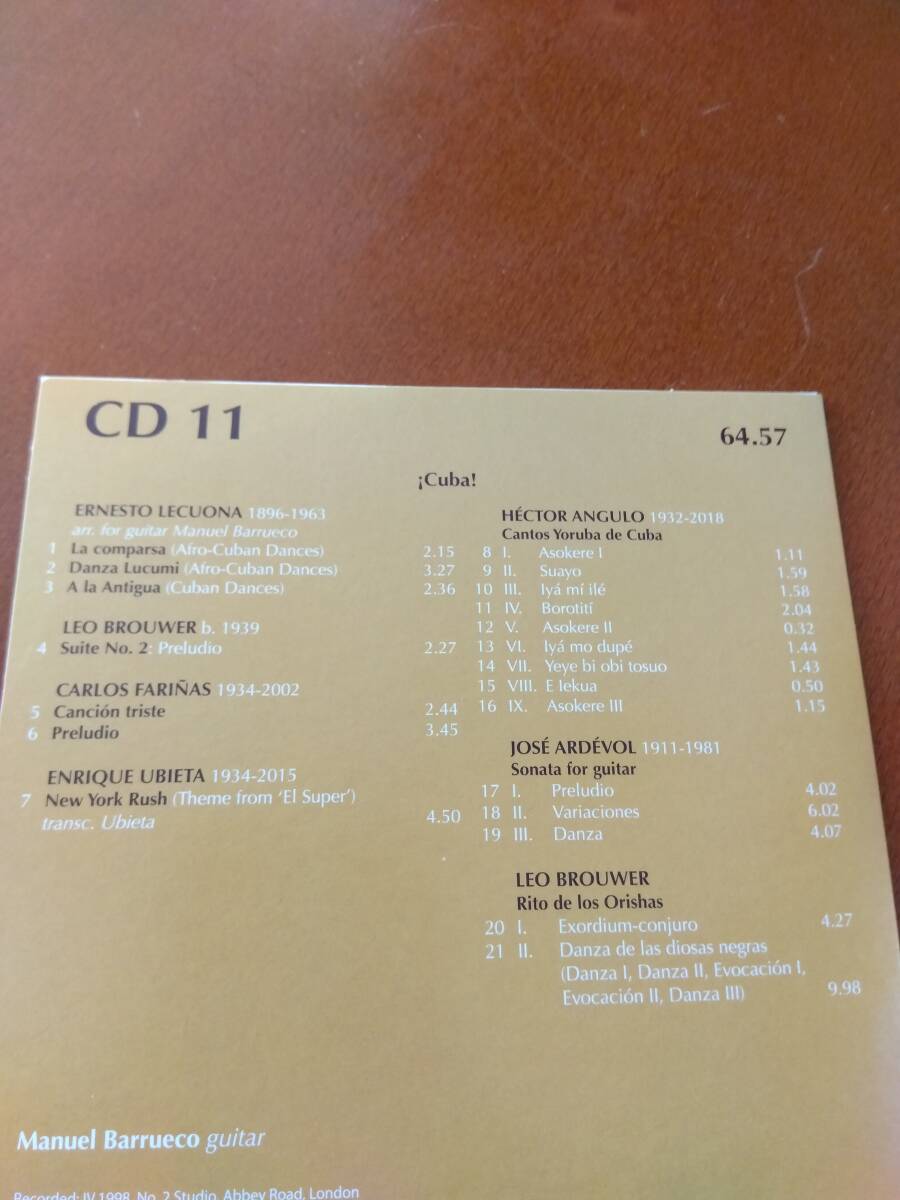 CD 11
64.57
¡Cuba!
ERNESTO LECUONA 1896-1963
arr. for guitar Manuel Barrueco
1 La comparsa (Afro-Cuban Dances) 2.15
2 Danza Lucumi (Afro-Cuban Dances) 3.27
3 A la Antigua (Cuban Dances) 2.36
LEO BROUWER b. 1939
4 Suite No. 2: Preludio 2.27
CARLOS FARIÑAS 1934-2002
5 Canción triste 2.44
6 Preludio 3.45
ENRIQUE UBIETA 1934-2015
7 New York Rush (Theme from ‘El Super’)
transc. Ubieta 4.50
HÉCTOR ANGULO 1932-2018
Cantos Yoruba de Cuba
8 I. Asokere I 1.11
9 II. Suayo 1.59
10 III. Iyá mí ilé 1.58
11 IV. Borotití 2.04
12 V. Asokere II 0.32
13 VI. Iyá mo dupé 1.44
14 VII. Yeye bi obi tosuo 1.43
15 VIII. E lekua 0.50
16 IX. Asokere III 1.15
JOSÉ ARDÉVOL 1911-1981
Sonata for guitar
17 I. Preludio 4.02
18 II. Variaciones 6.02
19 III. Danza 4.07
LEO BROUWER
Rito de los Orishas
20 I. Exordium-conjuro 4.27
21 II. Danza de las diosas negras
(Danza I, Danza II, Evocación I,
Evocación II, Danza III) 9.98
Manuel Barrueco guitar
Recorded: IV.1998, No. 2 Studio, Abbey Road, London